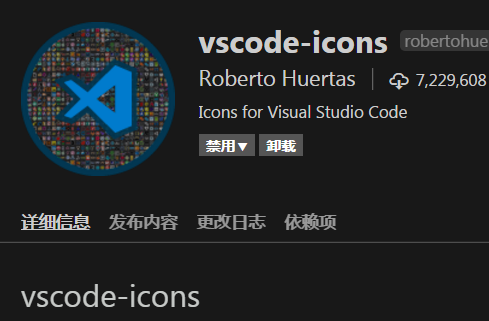 vscode-icons robertohue
Roberto Huertas 7,229,608
Icons for Visual Studio Code
禁用▼ 卸载
详细信息 发布内容 更改日志 依赖项
vscode-icons